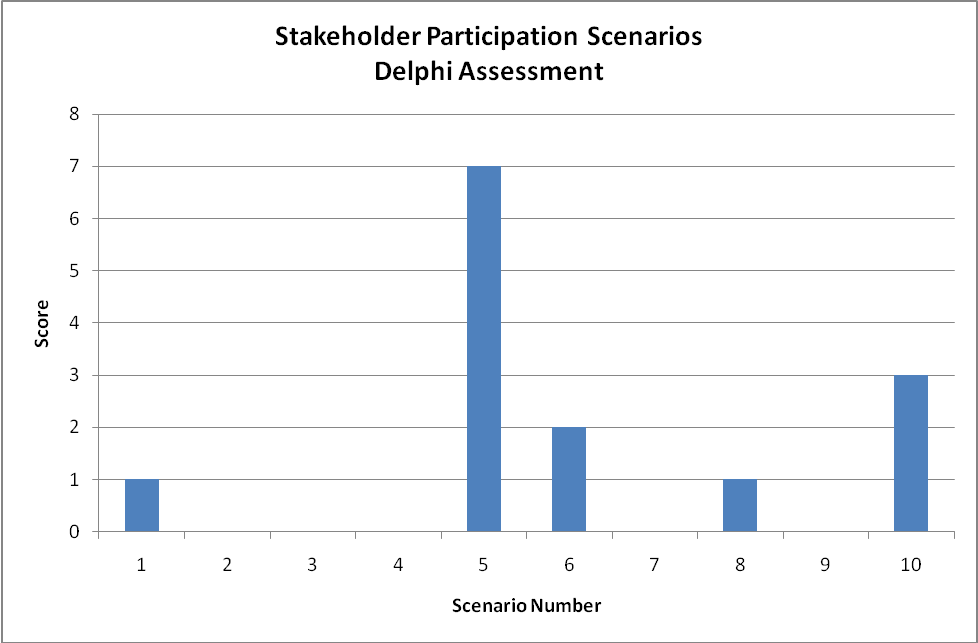 Stakeholder Participation Scenarios
Delphi Assessment
8
7
6
5
4
3
2
1
0
Score
1 2 3 4 5 6 7 8 9 10
Scenario Number